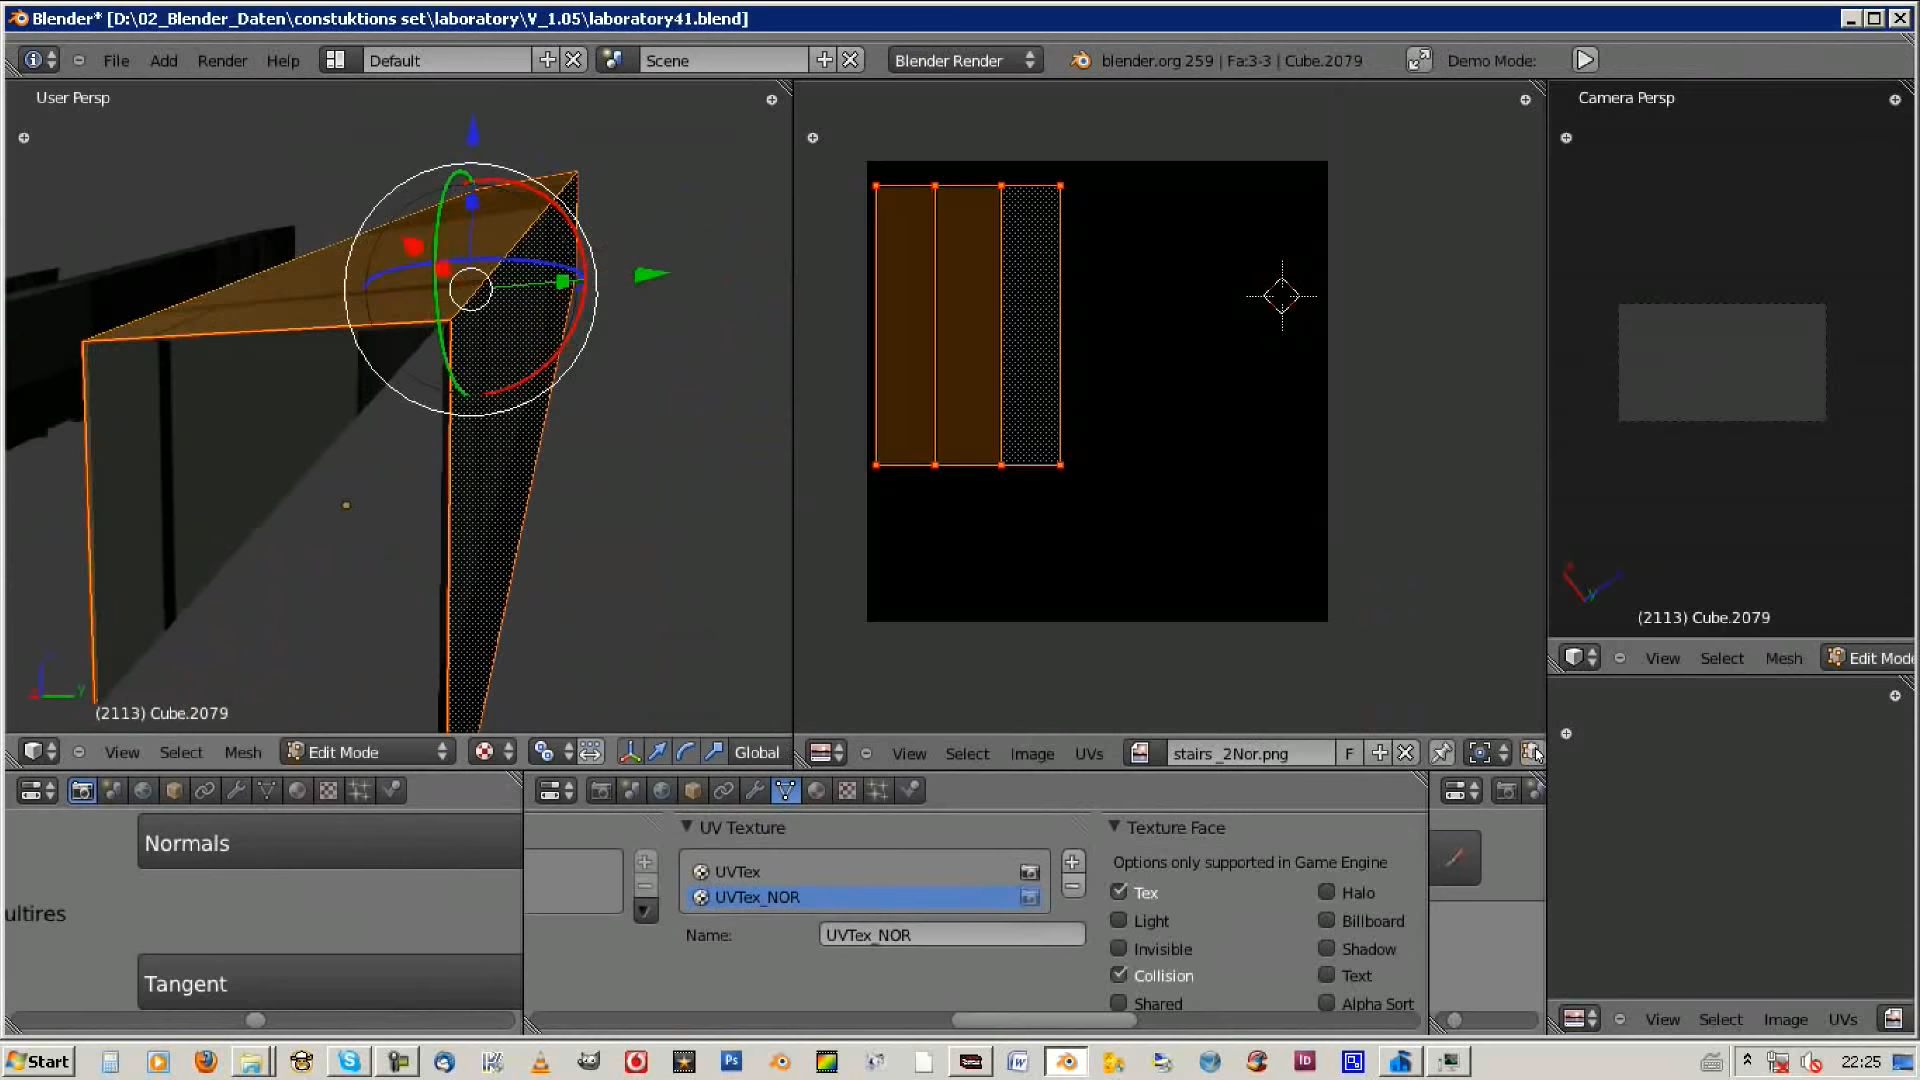 Blender* [D:\02_Blender_Daten\constuktions set\laboratory\V_1.05\laboratory41.blend]
File Add Render Help Default Scene Blender Render blender.org 259 | Fa:3-3 | Cube.2079 Demo Mode:
User Persp
Camera Persp
(2113) Cube.2079
(2113) Cube.2079
View Select Mesh Edit Mode
View Select Mesh Edit Mode Global
View Select Image UVs stairs _2Nor.png F
Normals
ultires
Tangent
UV Texture
UVTex
UVTex_NOR
Name: UVTex_NOR
Texture Face
Options only supported in Game Engine
Tex Halo
Light Billboard
Invisible Shadow
Collision Text
Shared Alpha Sort
View Select Image UVs
Start Ps W ID 22:25